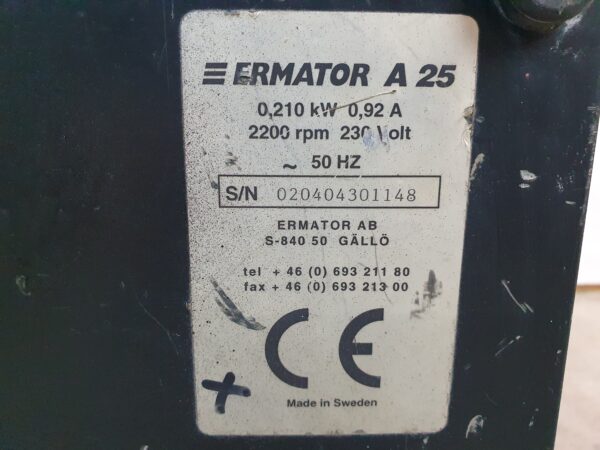 ERMATOR A 25
0,210 kW 0,92 A
2200 rpm 230 Volt
~ 50 HZ
S/N 020404301148
ERMATOR AB
S-840 50 GÄLLÖ
tel + 46 (0) 693 211 80
fax + 46 (0) 693 213 00
CE
Made in Sweden